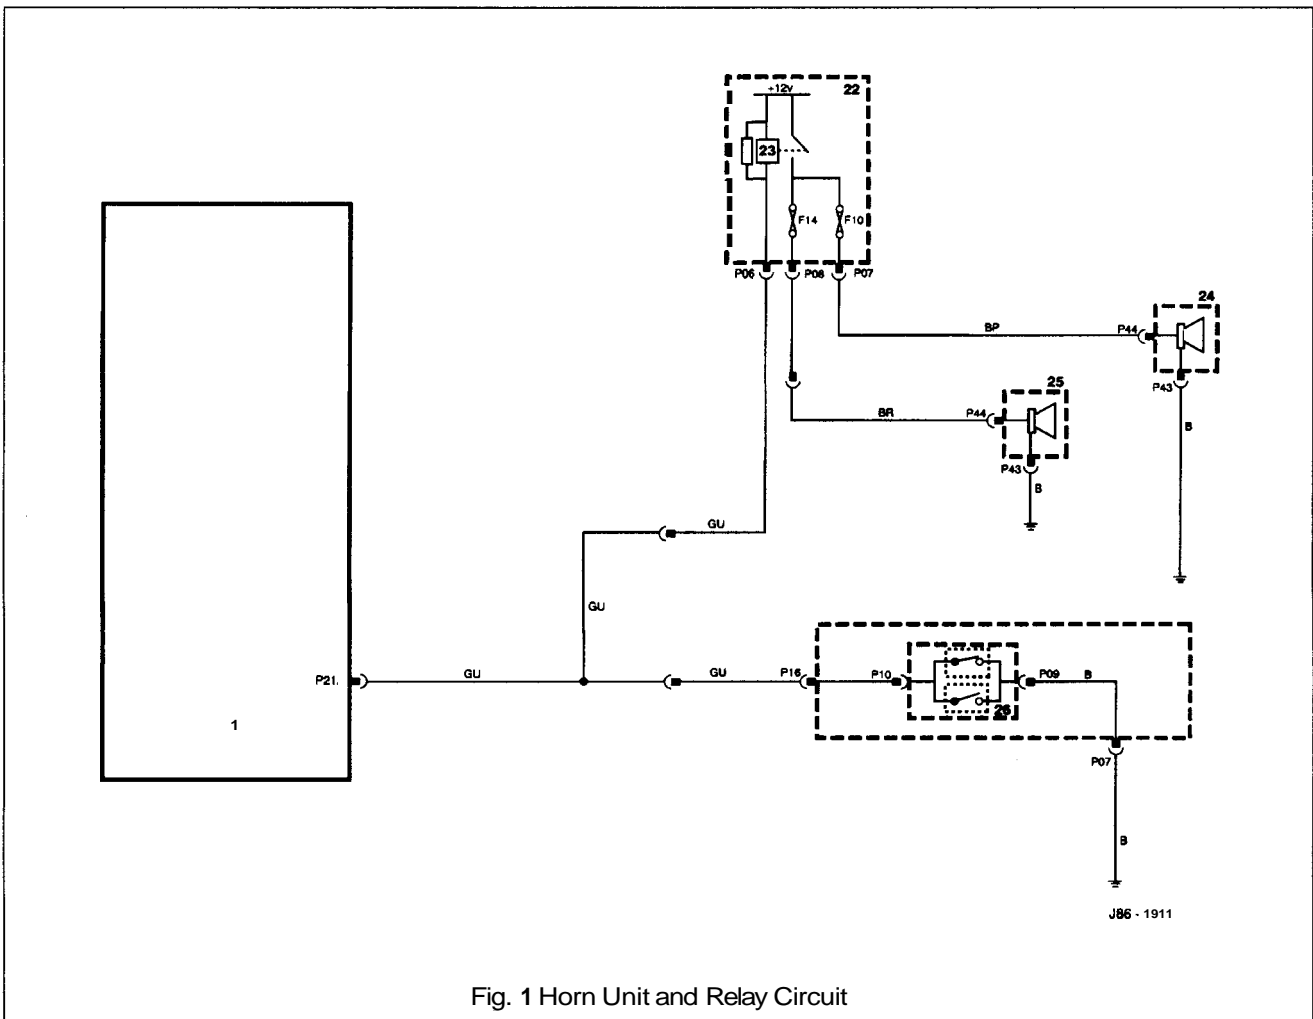 +12v 22
23
F14 F10
P06 P08 P07
24
BP P44
P43
25
BR P44
B
P43
B
GU
GU
P21. GU GU P16 P10 P09 B
26
1
P07
B
J86 - 1911
Fig. 1 Horn Unit and Relay Circuit